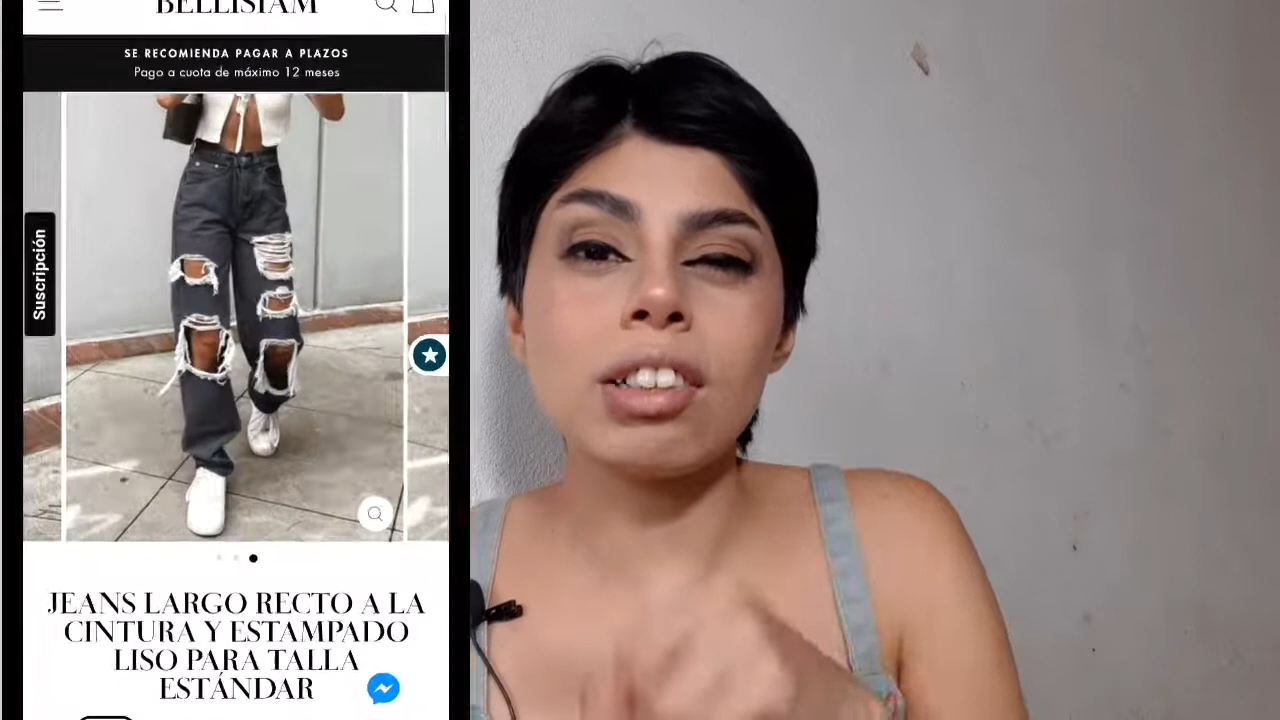 BELLISIAM
SE RECOMIENDA PAGAR A PLAZOS
Pago a cuota de máximo 12 meses
Suscripción
JEANS LARGO RECTO A LA
CINTURA Y ESTAMPADO
LISO PARA TALLA
ESTÁNDAR